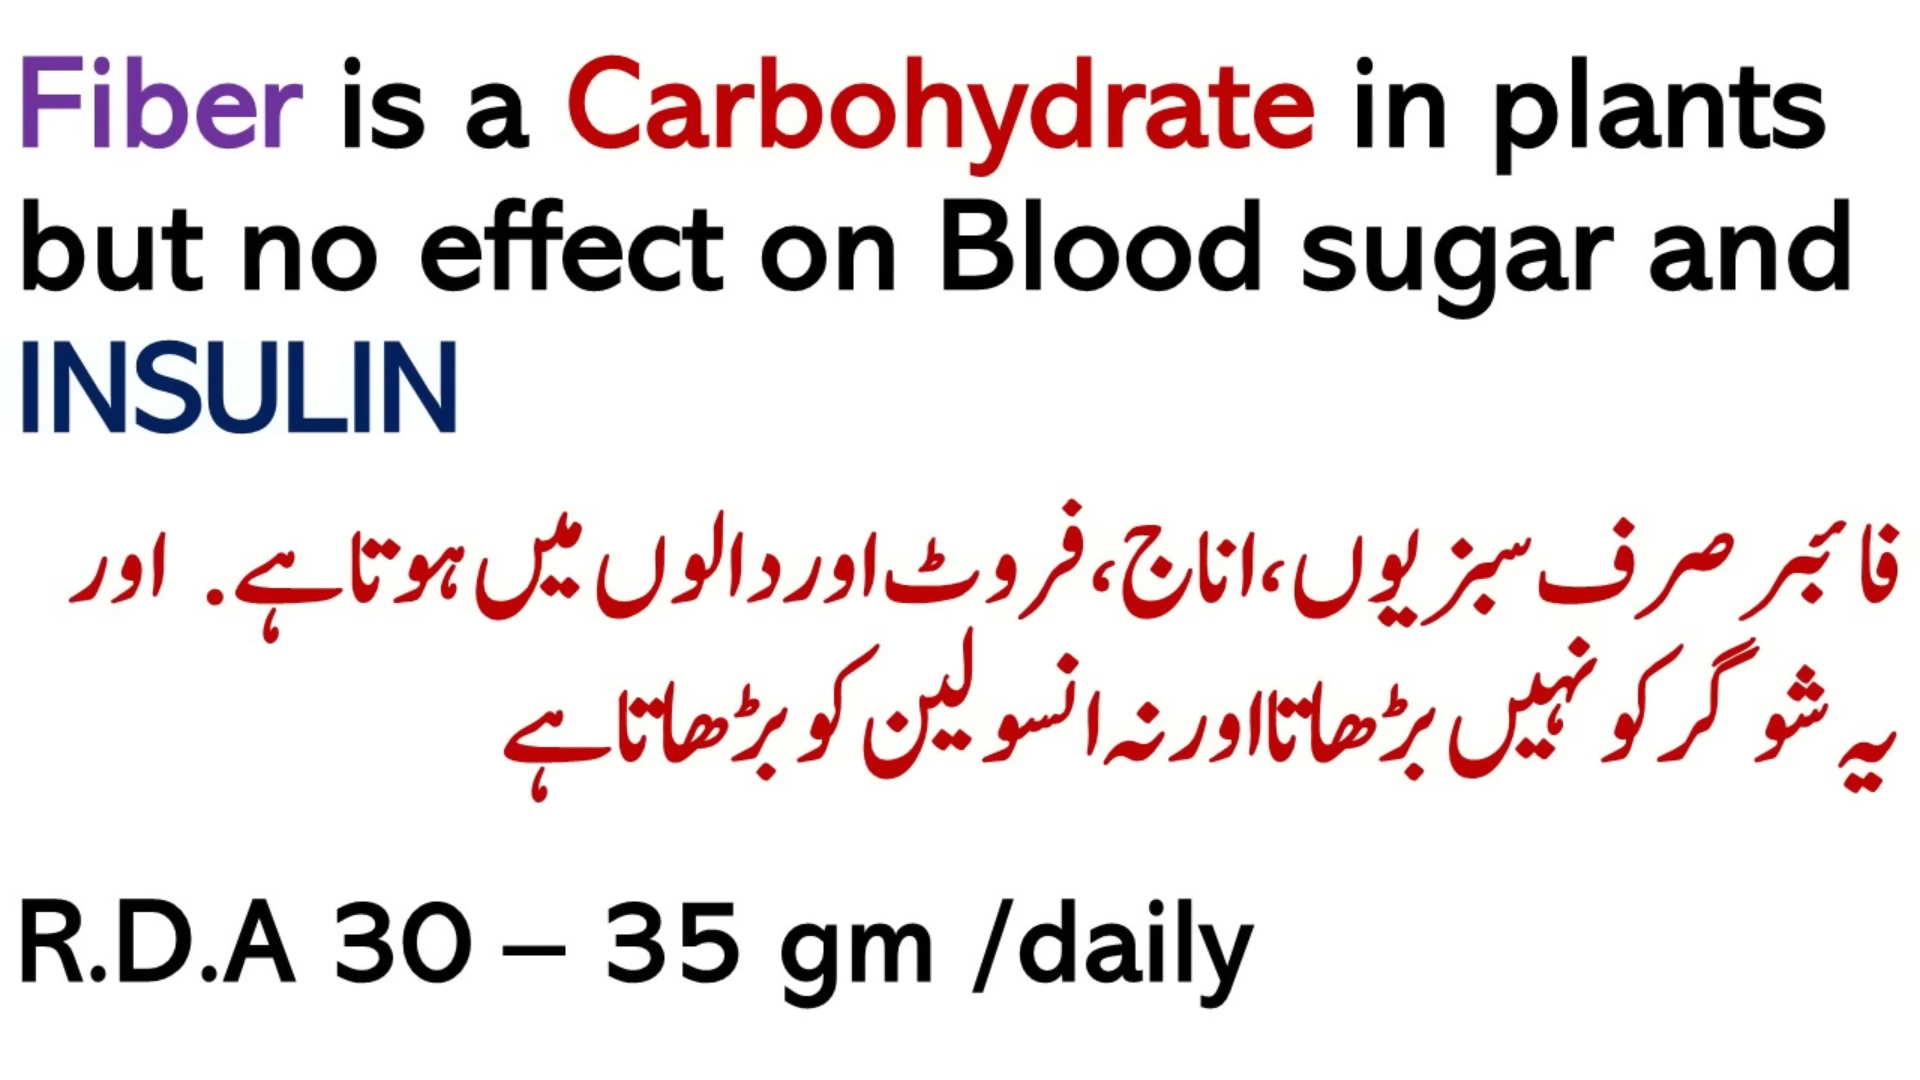 Fiber is a Carbohydrate in plants
but no effect on Blood sugar and
INSULIN
فائبر صرف سبزیوں، اناج، فروٹ اور دالوں میں ہوتا ہے. اور
یہ شوگر کو نہیں بڑھاتا اور نہ انسولین کو بڑھاتا ہے
R.D.A 30 – 35 gm /daily